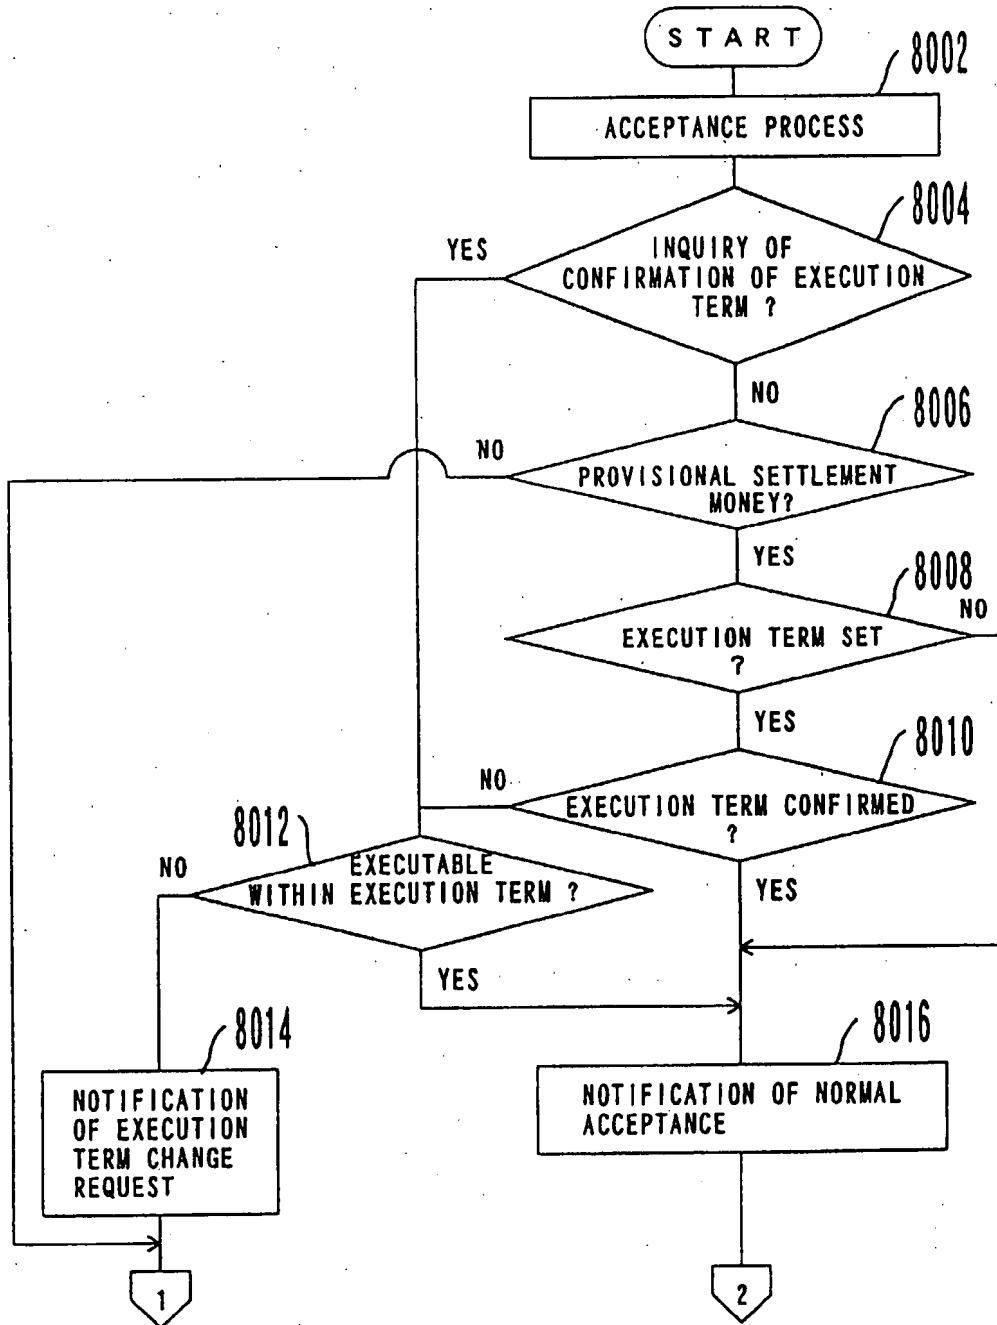 START
8002
ACCEPTANCE PROCESS
8004
YES
INQUIRY OF
CONFIRMATION OF EXECUTION
TERM ?
NO
8006
NO
PROVISIONAL SETTLEMENT
MONEY?
YES
8008
NO
EXECUTION TERM SET
?
YES
8010
NO
EXECUTION TERM CONFIRMED
?
8012
NO
EXECUTABLE
WITHIN EXECUTION TERM ?
YES
YES
8014
8016
NOTIFICATION
OF EXECUTION
TERM CHANGE
REQUEST
NOTIFICATION OF NORMAL
ACCEPTANCE
1
2